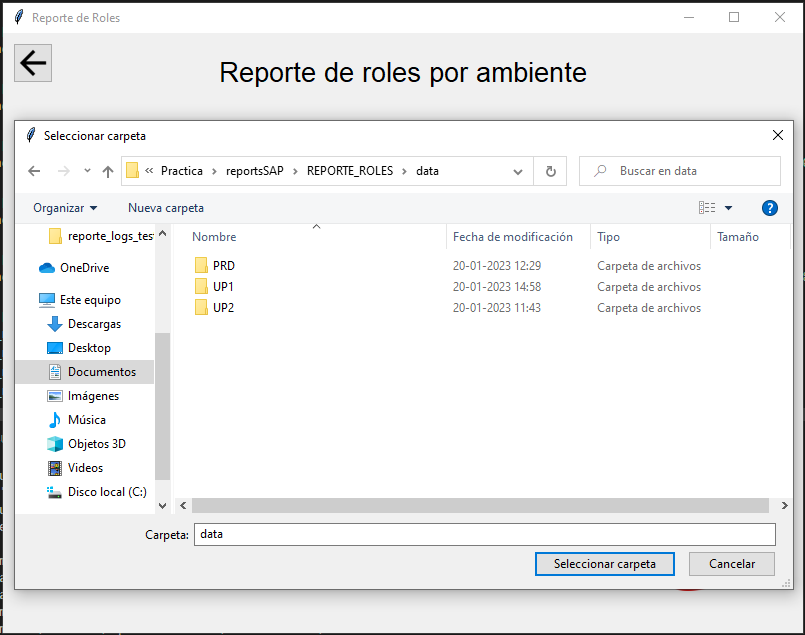 Reporte de Roles
Reporte de roles por ambiente
Seleccionar carpeta
« Practica > reportsSAP > REPORTE_ROLES > data
Buscar en data
Organizar
Nueva carpeta
?
reporte_logs_tes
Nombre
Fecha de modificación
Tipo
Tamaño
OneDrive
Este equipo
Descargas
Desktop
Documentos
Imágenes
Música
Objetos 3D
Videos
Disco local (C:)
PRD 20-01-2023 12:29 Carpeta de archivos
UP1 20-01-2023 14:58 Carpeta de archivos
UP2 20-01-2023 11:43 Carpeta de archivos
Carpeta: data
Seleccionar carpeta
Cancelar